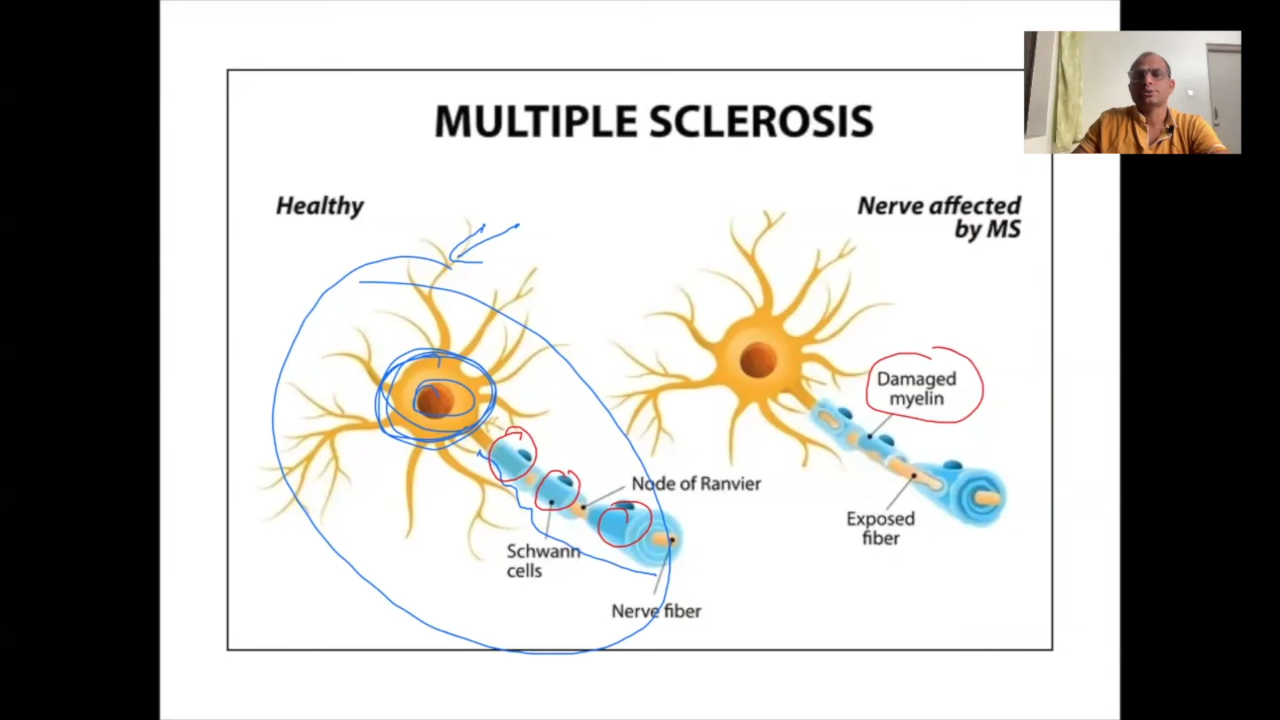 MULTIPLE SCLEROSIS
Healthy
Nerve affected
by MS
Damaged
myelin
Node of Ranvier
Exposed
fiber
Schwann
cells
Nerve fiber